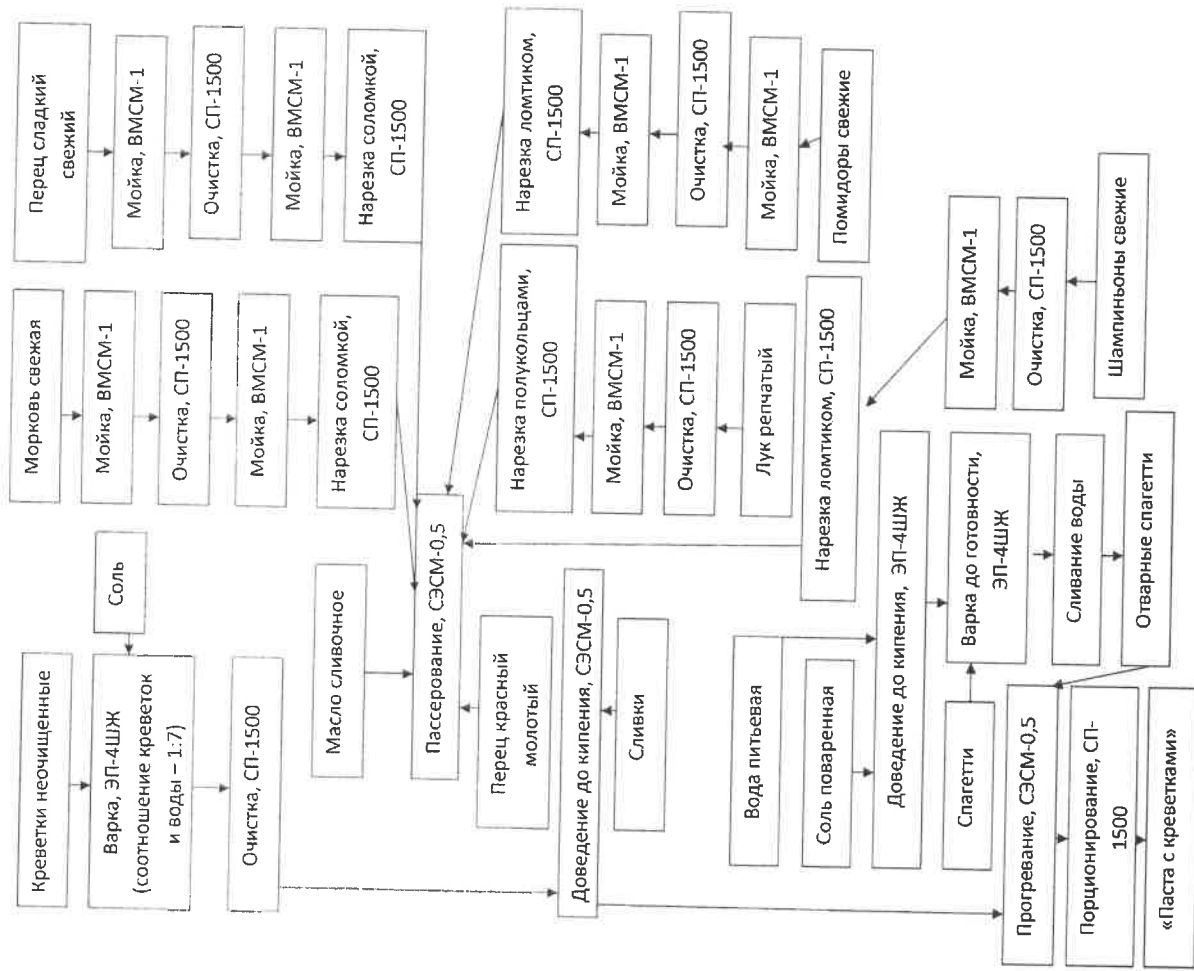 Креветки неочищенные
Варка, ЭП-4ШЖ
(соотношение креветок
и воды – 1:7)
Соль
Очистка, СП-1500
Морковь свежая
Мойка, ВМСМ-1
Очистка, СП-1500
Мойка, ВМСМ-1
Нарезка соломкой,
СП-1500
Перец сладкий
свежий
Мойка, ВМСМ-1
Очистка, СП-1500
Мойка, ВМСМ-1
Нарезка соломкой,
СП-1500
Масло сливочное
Пассерование, СЭСМ-0,5
Перец красный
молотый
Доведение до кипения, СЭСМ-0,5
Сливки
Нарезка полукольцами,
СП-1500
Мойка, ВМСМ-1
Очистка, СП-1500
Лук репчатый
Нарезка ломтиком,
СП-1500
Мойка, ВМСМ-1
Очистка, СП-1500
Мойка, ВМСМ-1
Помидоры свежие
Нарезка ломтиком, СП-1500
Мойка, ВМСМ-1
Очистка, СП-1500
Шампиньоны свежие
Вода питьевая
Соль поваренная
Доведение до кипения, ЭП-4ШЖ
Спагетти
Варка до готовности,
ЭП-4ШЖ
Сливание воды
Отварные спагетти
Прогревание, СЭСМ-0,5
Порционирование, СП-
1500
«Паста с креветками»